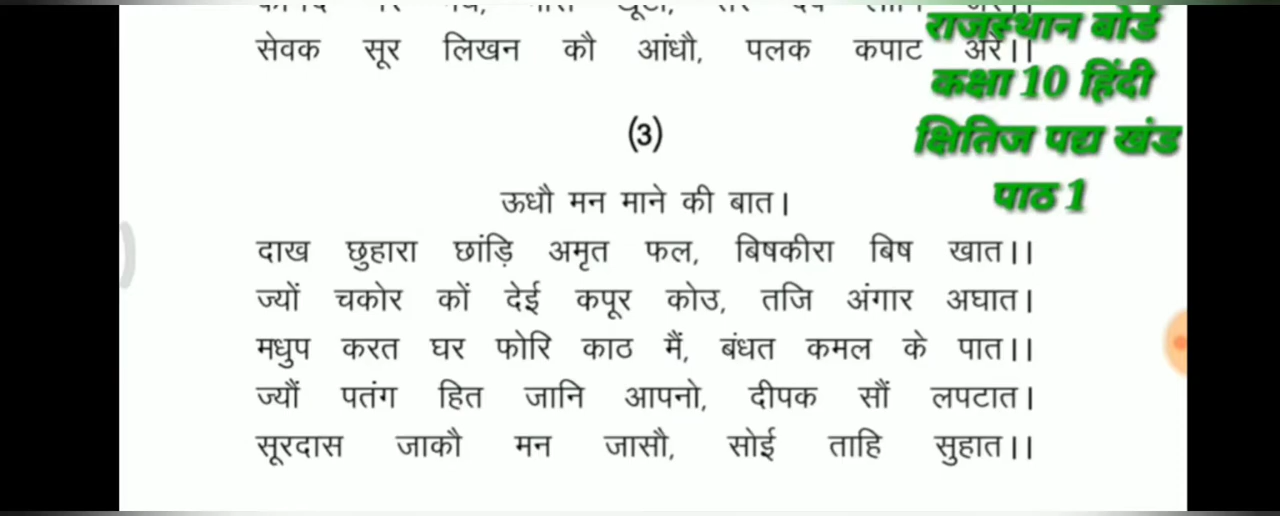 सेवक सूर लिखन कौ आंधौ, पलक कपाट अरे।।
राजस्थान बोर्ड
कक्षा 10 हिंदी
क्षितिज पद्य खंड
पाठ 1
(3)
ऊधौ मन माने की बात।
दाख छुहारा छांड़ि अमृत फल, बिषकीरा बिष खात।।
ज्यों चकोर कों देई कपूर कोउ, तजि अंगार अघात।
मधुप करत घर फोरि काठ मैं, बंधत कमल के पात।।
ज्यौं पतंग हित जानि आपनो, दीपक सौं लपटात।
सूरदास जाकौ मन जासौ, सोई ताहि सुहात।।